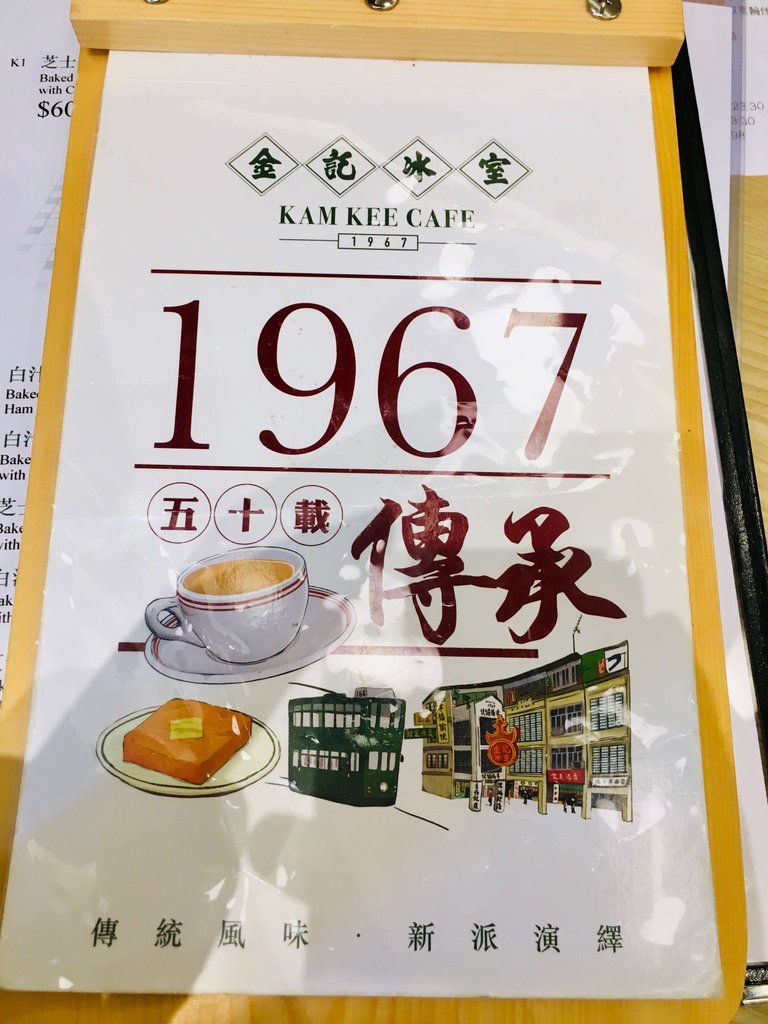 K1 芝士
Baked
with C
$60
金記冰室
KAM KEE CAFE
1967
1967
五十載
傳承
傳統風味 · 新派演繹
白汁
Baked
Ham
白汁
Bake
with
芝士
Bake
with
23:30